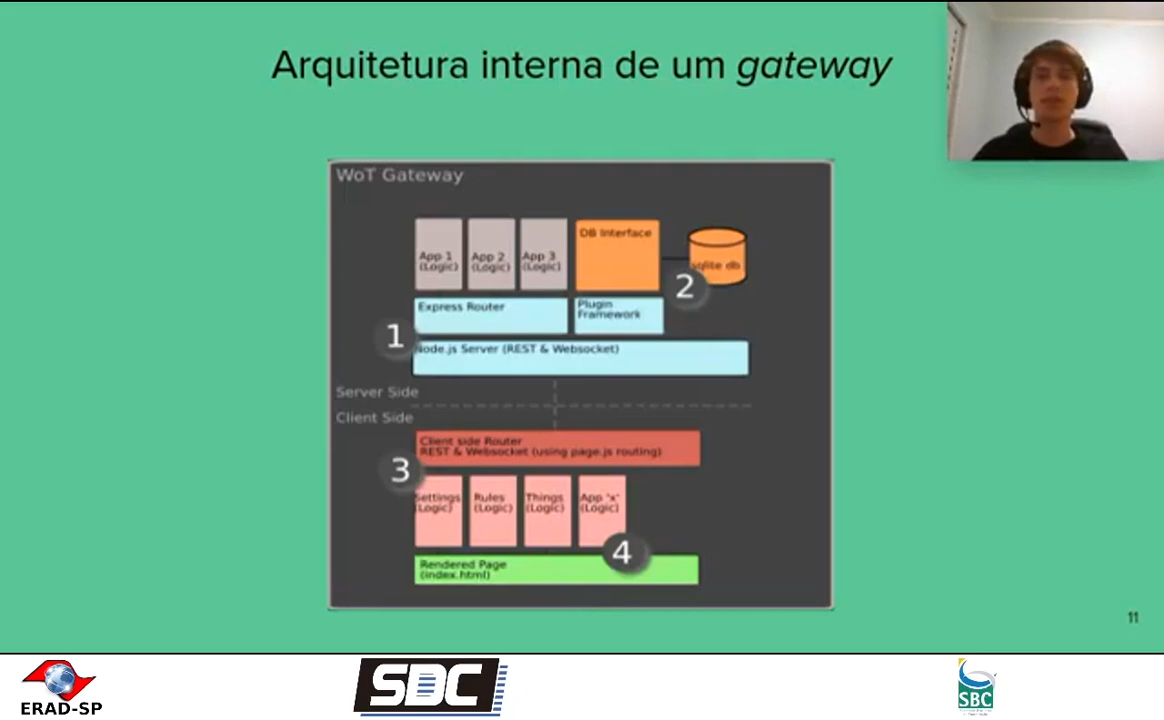 Arquitetura interna de um gateway
WoT Gateway
App 1
(Logic)
App 2
(Logic)
App 3
(Logic)
DB Interface
sqlite db
2
Express Router
Plugin
Framework
1
Node.js Server (REST & Websocket)
Server Side
Client Side
Client side Router
REST & Websocket (using page.js routing)
3
Settings
(Logic)
Rules
(Logic)
Things
(Logic)
App 'x'
(Logic)
4
Rendered Page
(index.html)
11
ERAD-SP
SBC
SBC